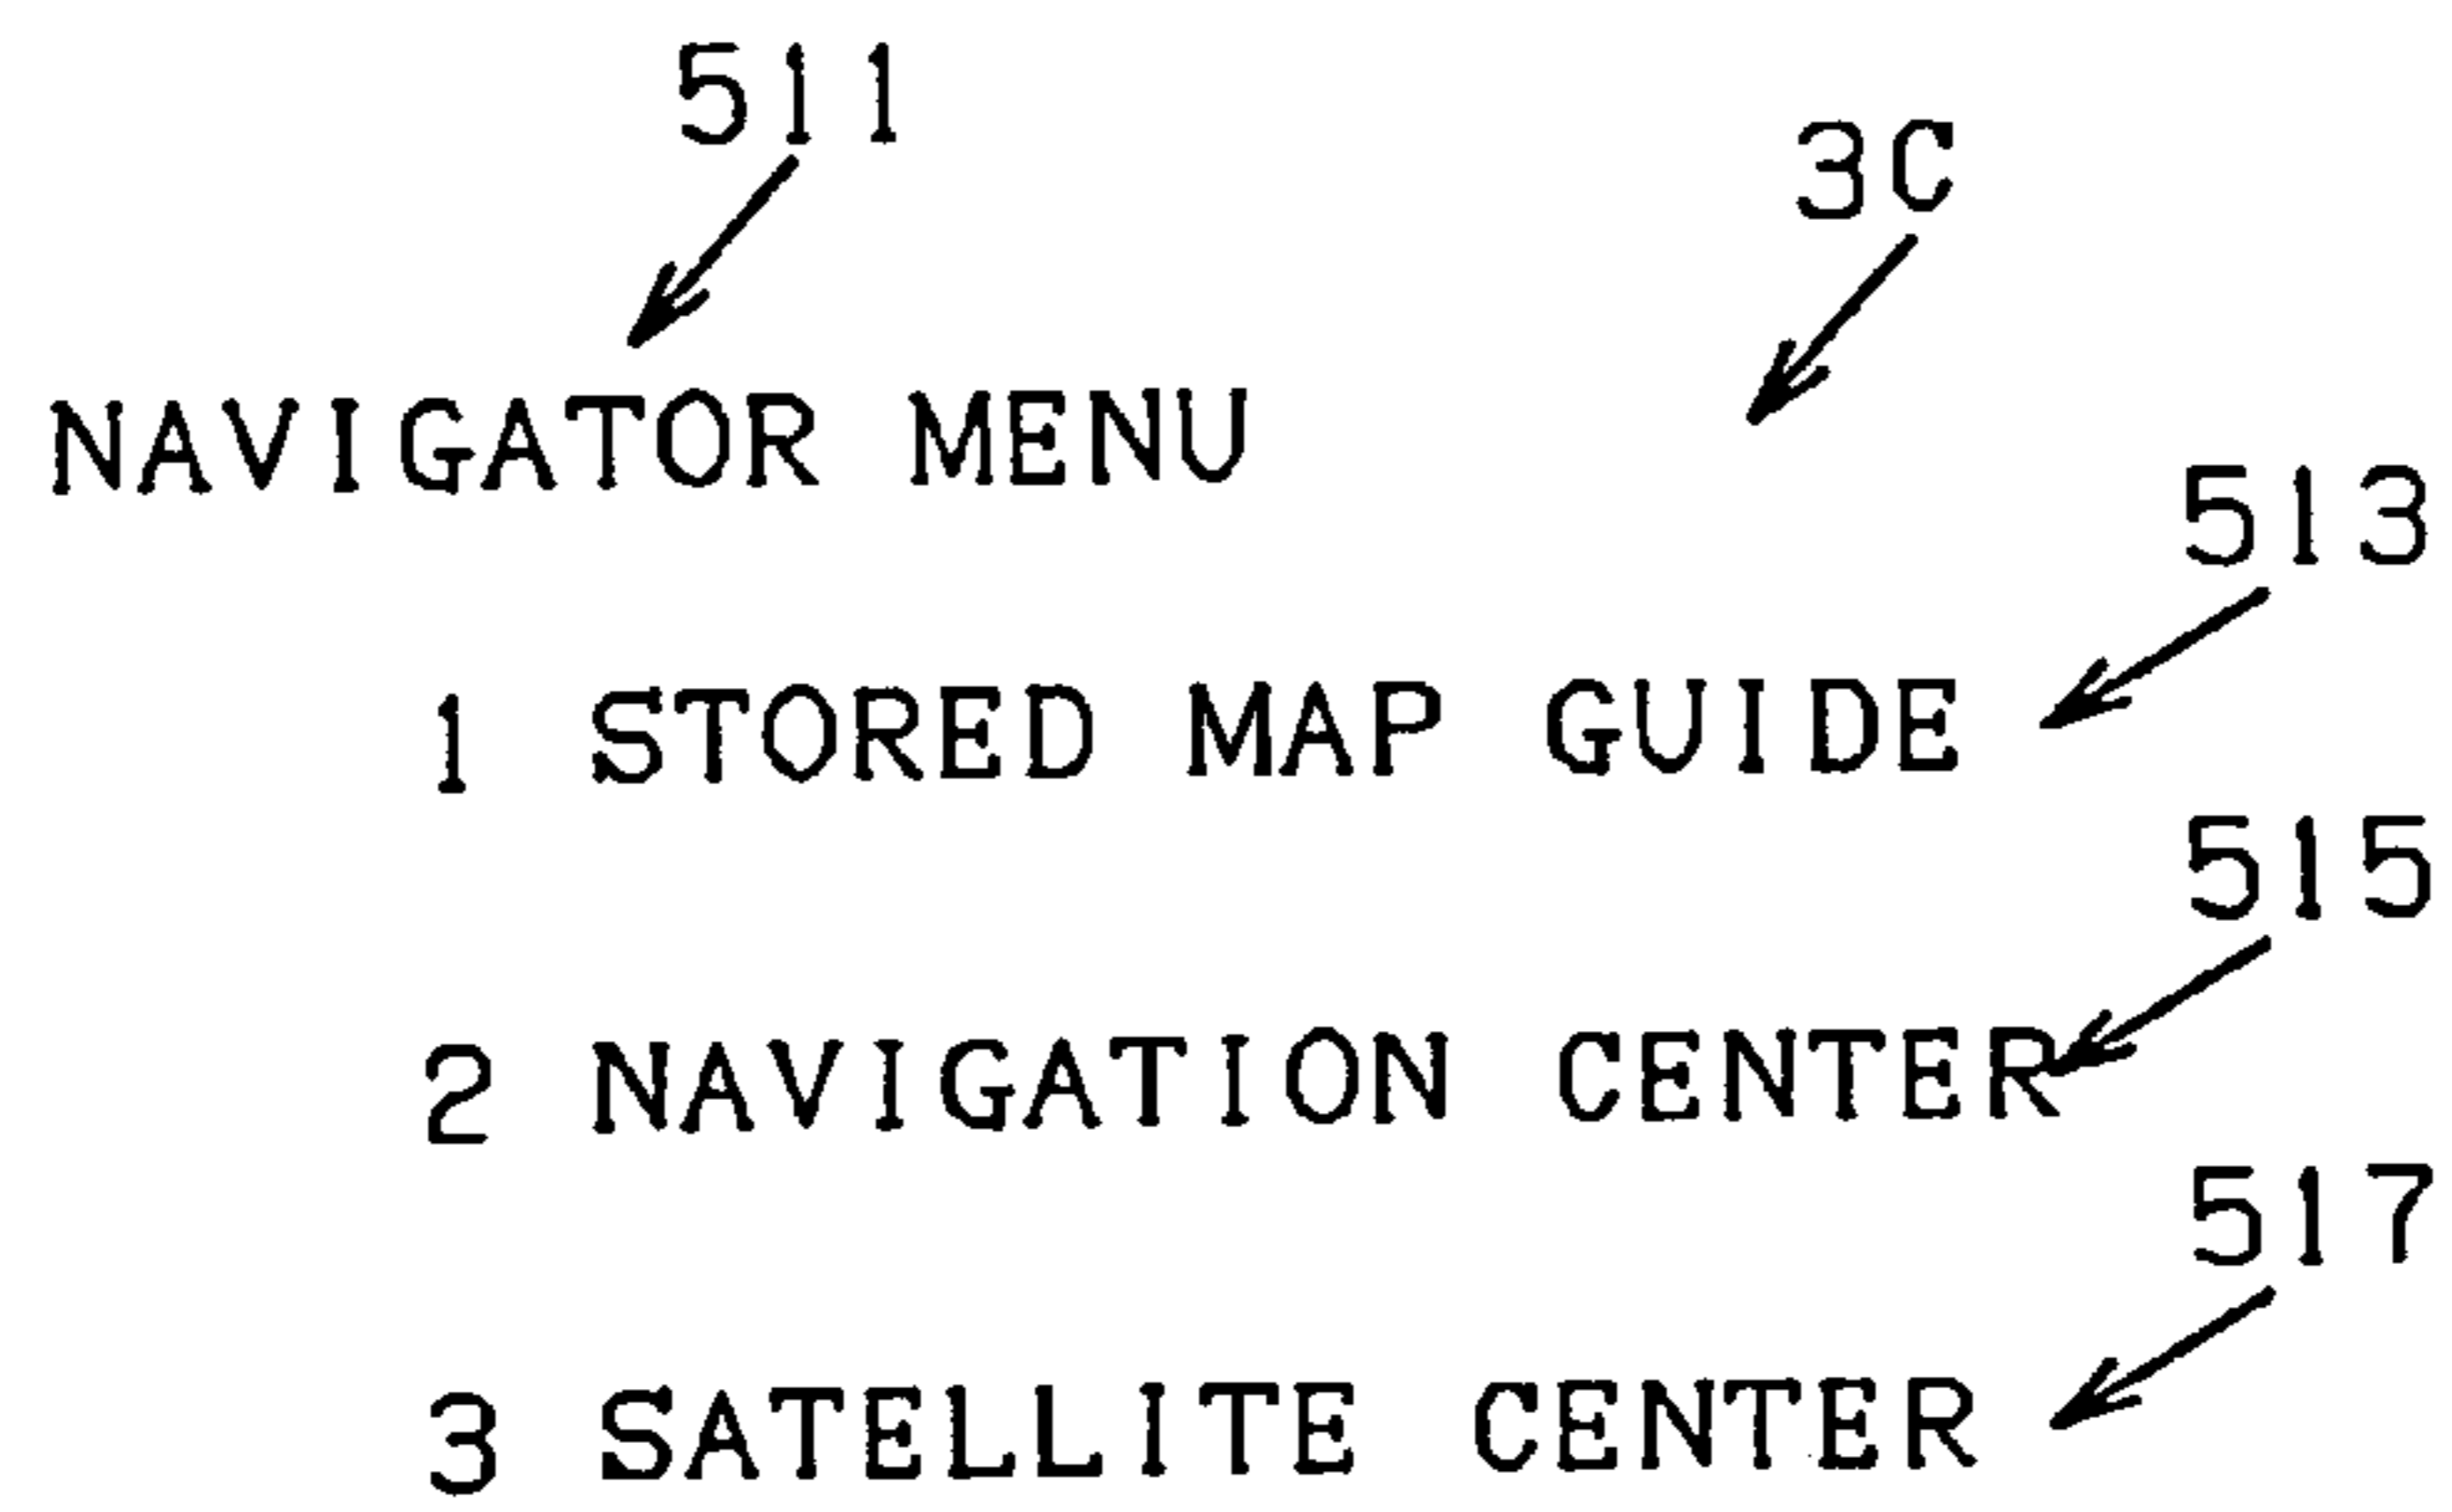 511
3C
NAVIGATOR MENU
513
1 STORED MAP GUIDE
515
2 NAVIGATION CENTER
517
3 SATELLITE CENTER